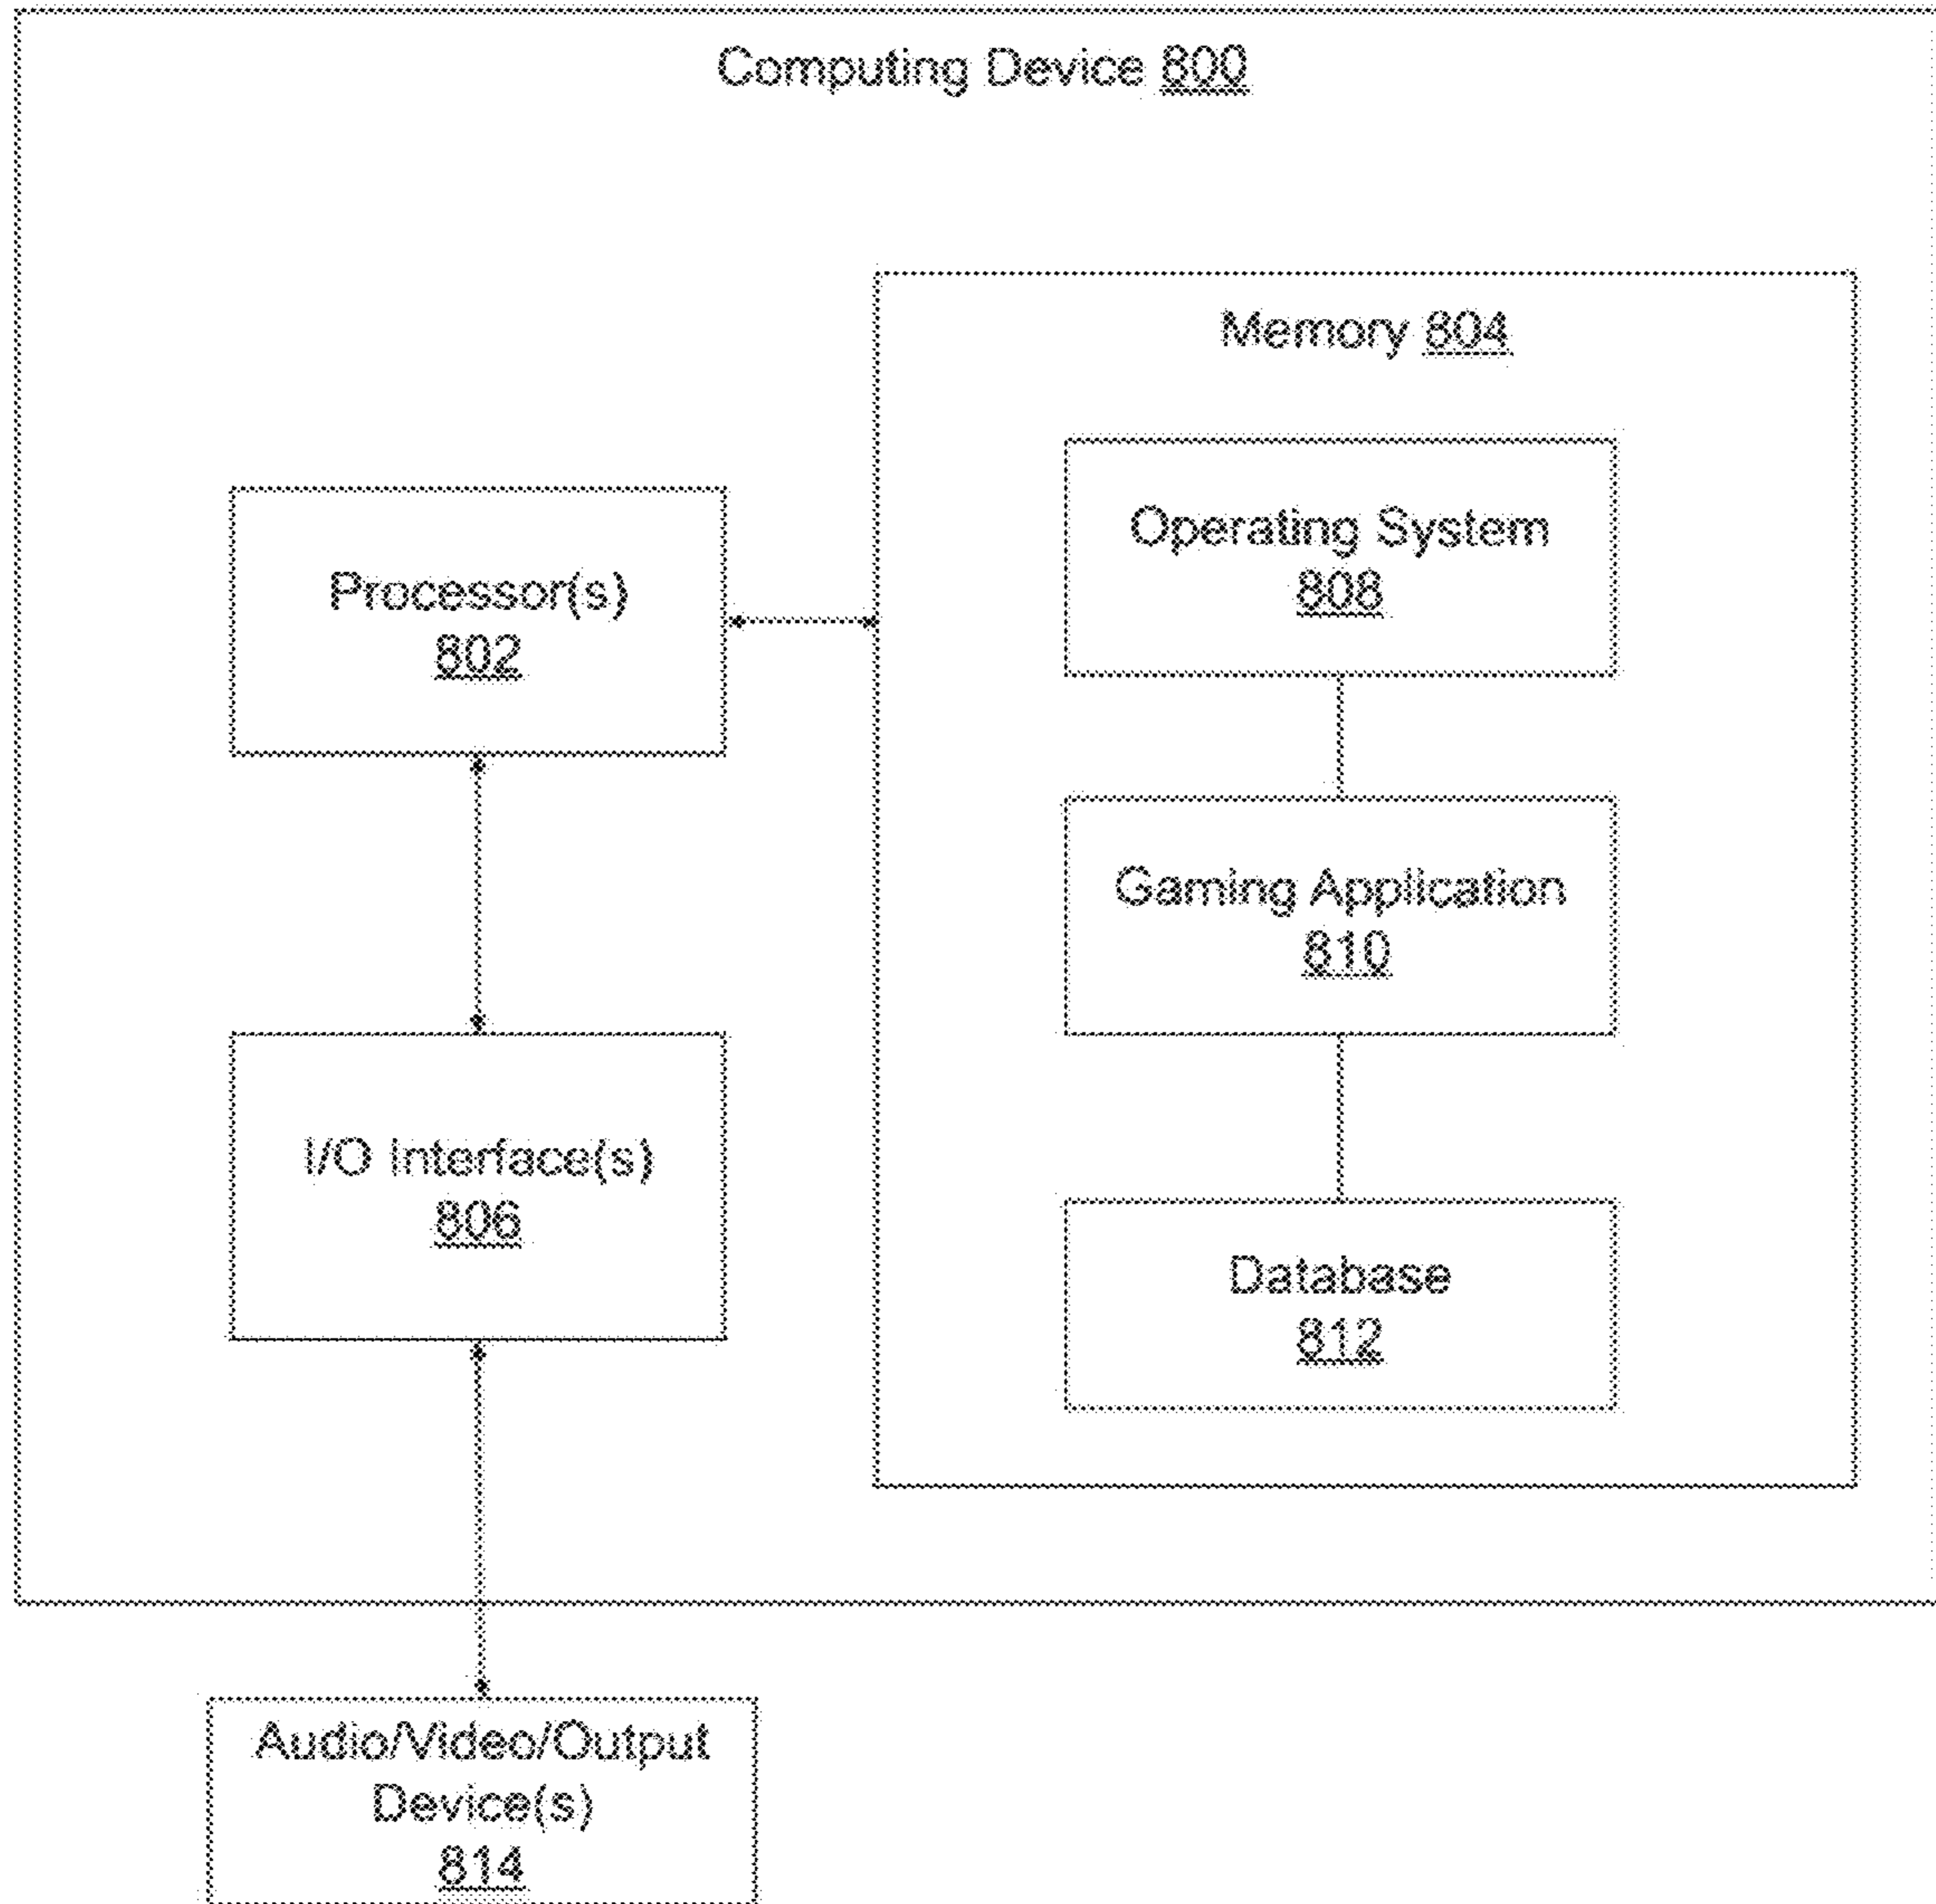 Computing Device 800
Memory 804
Operating System
808
Processor(s)
802
Gaming Application
810
I/O Interface(s)
806
Database
812
Audio/Video/Output
Device(s)
814